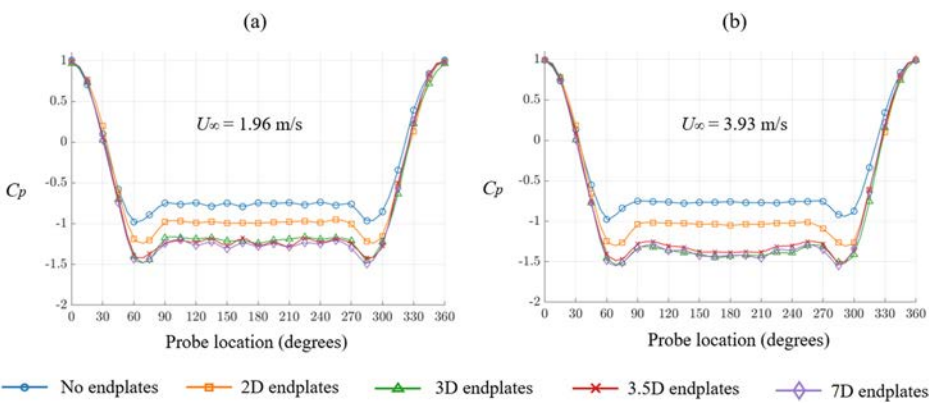 (a)
(b)
1
0.5
0
-0.5
-1
-1.5
-2
Cp
U∞ = 1.96 m/s
0 30 60 90 120 150 180 210 240 270 300 330 360
Probe location (degrees)
1
0.5
0
-0.5
-1
-1.5
-2
Cp
U∞ = 3.93 m/s
0 30 60 90 120 150 180 210 240 270 300 330 360
Probe location (degrees)
No endplates 2D endplates 3D endplates 3.5D endplates 7D endplates